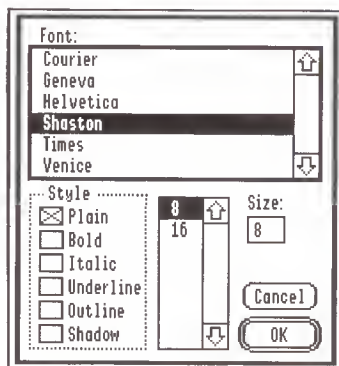 Font:
Courier
Geneva
Helvetica
Shaston
Times
Venice
Style
Plain
Bold
Italic
Underline
Outline
Shadow
8
16
Size:
8
Cancel
OK